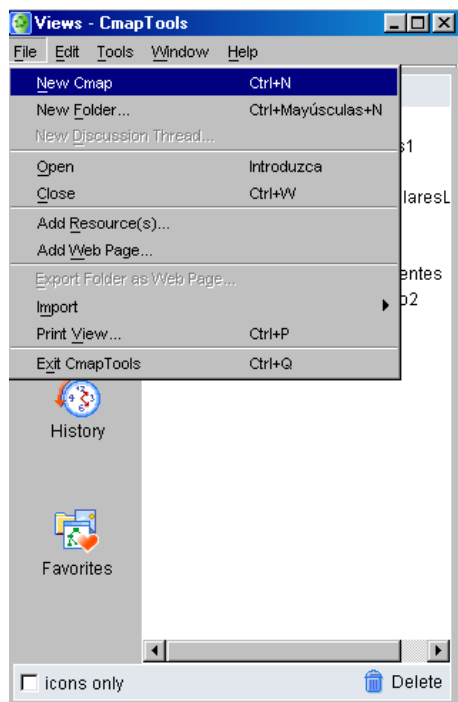 Views - CmapTools
File Edit Tools Window Help
New Cmap Ctrl+N
New Folder... Ctrl+Mayúsculas+N
New Discussion Thread...
s1
Open Introduzca
Close Ctrl+W
laresL
Add Resource(s)...
Add Web Page...
Export Folder as Web Page...
entes
Import
o2
Print View... Ctrl+P
Exit CmapTools Ctrl+Q
History
Favorites
icons only Delete